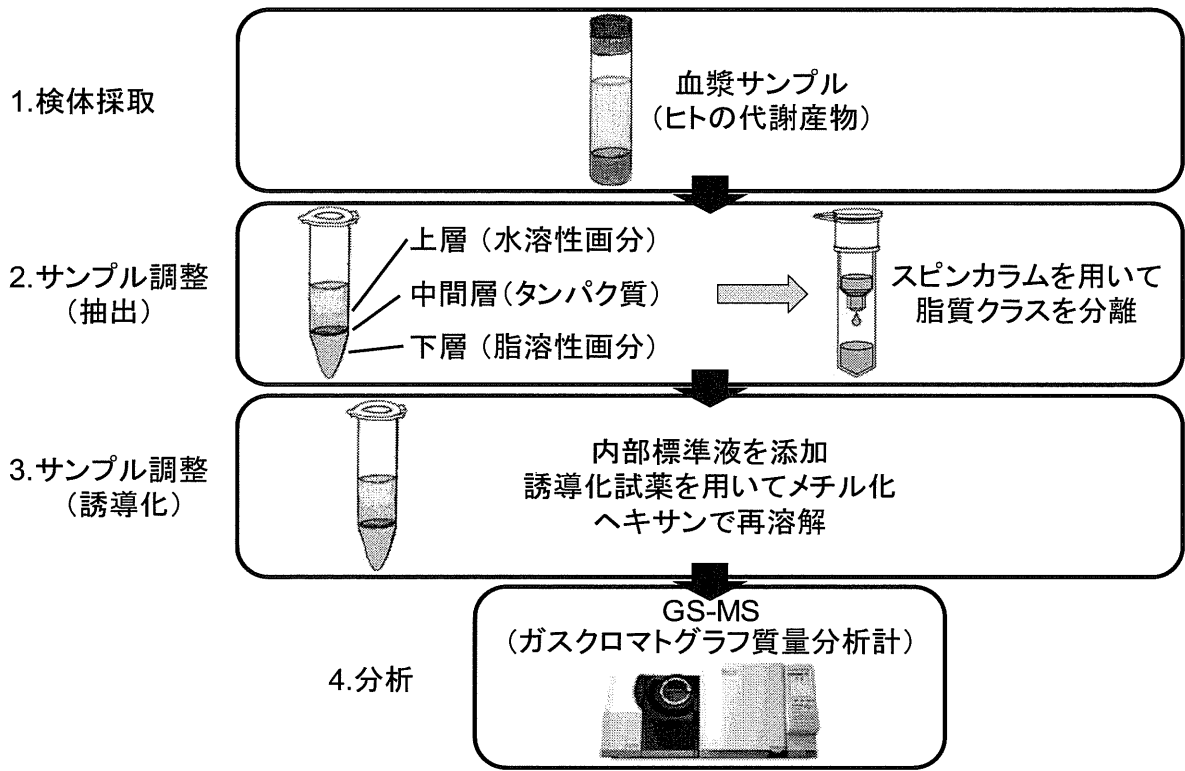 1.検体採取
血漿サンプル
(ヒトの代謝産物)
2.サンプル調整
(抽出)
上層(水溶性画分)
中間層(タンパク質)
下層(脂溶性画分)
スピンカラムを用いて
脂質クラスを分離
3.サンプル調整
(誘導化)
内部標準液を添加
誘導化試薬を用いてメチル化
ヘキサンで再溶解
4.分析
GS-MS
(ガスクロマトグラフ質量分析計)